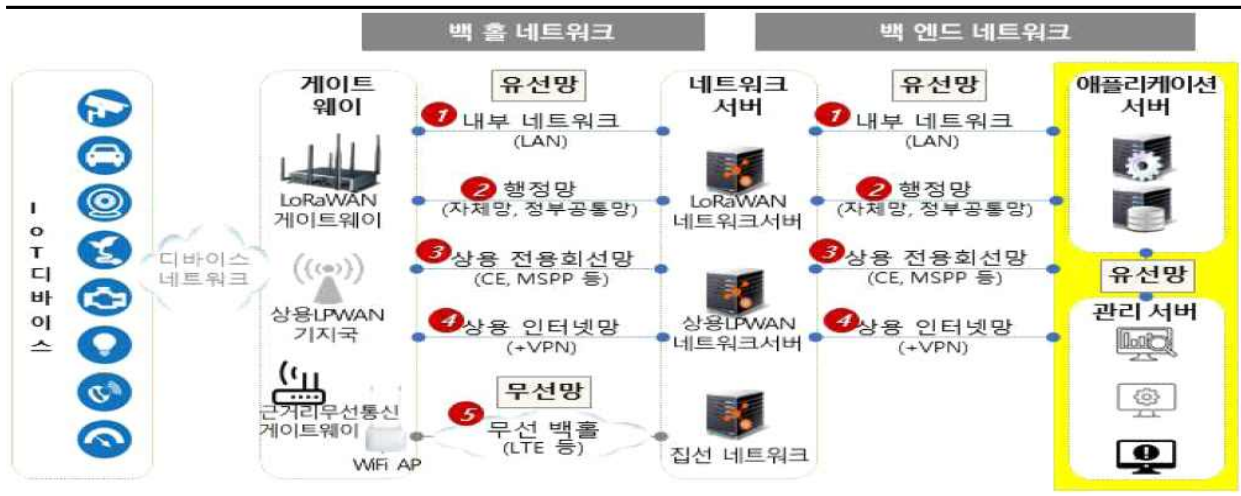 백 홀 네트워크
백 엔드 네트워크
IoT디바이스
디바이스
네트워크
게이트
웨이
LoRaWAN
게이트웨이
상용LPWAN
기지국
근거리무선통신
게이트웨이
WiFi AP
유선망
1 내부 네트워크
(LAN)
2 행정망
(자체망, 정부공통망)
3 상용 전용회선망
(CE, MSPP 등)
4 상용 인터넷망
(+VPN)
무선망
5 무선 백홀
(LTE 등)
네트워크
서버
LoRaWAN
네트워크서버
상용LPWAN
네트워크서버
집선 네트워크
유선망
1 내부 네트워크
(LAN)
2 행정망
(자체망, 정부공통망)
3 상용 전용회선망
(CE, MSPP 등)
4 상용 인터넷망
(+VPN)
애플리케이션
서버
유선망
관리 서버